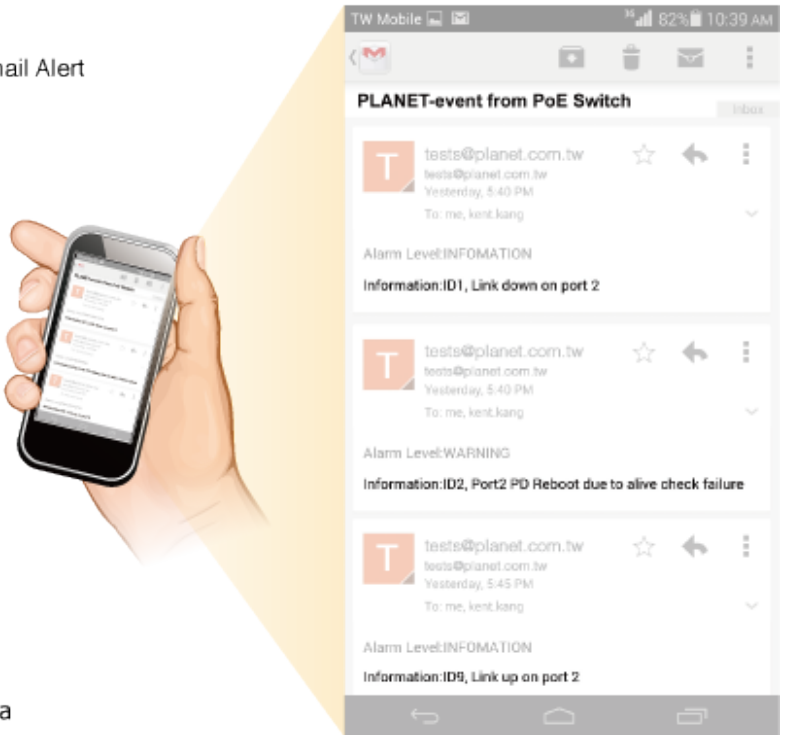 TW Mobile 3G 82% 10:39 AM
ail Alert
PLANET-event from PoE Switch
Inbox
T tests@planet.com.tw
tests@planet.com.tw
Yesterday, 5:40 PM
To: me, kent.kang
Alarm Level:INFOMATION
Information:ID1, Link down on port 2
T tests@planet.com.tw
tests@planet.com.tw
Yesterday, 5:40 PM
To: me, kent.kang
Alarm Level:WARNING
Information:ID2, Port2 PD Reboot due to alive check failure
T tests@planet.com.tw
tests@planet.com.tw
Yesterday, 5:45 PM
To: me, kent.kang
Alarm Level:INFOMATION
Information:ID9, Link up on port 2
a